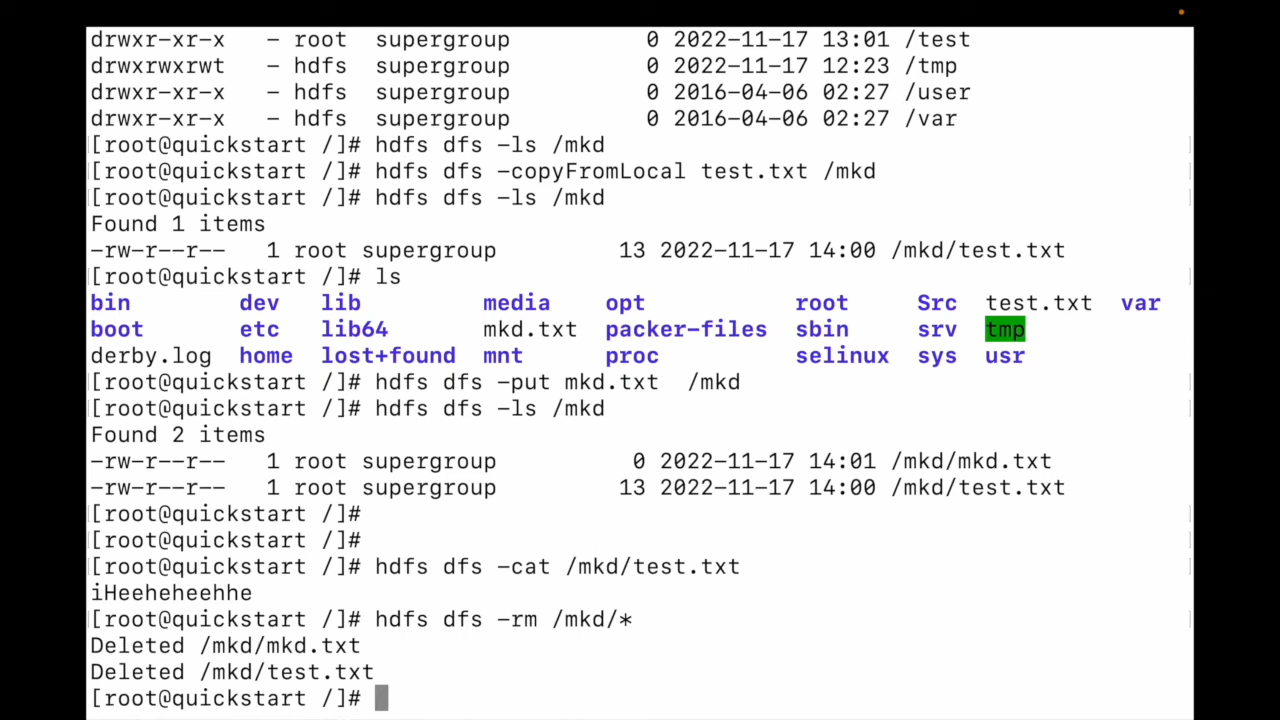 drwxr-xr-x   - root  supergroup          0 2022-11-17 13:01 /test
drwxrwxrwt   - hdfs  supergroup          0 2022-11-17 12:23 /tmp
drwxr-xr-x   - hdfs  supergroup          0 2016-04-06 02:27 /user
drwxr-xr-x   - hdfs  supergroup          0 2016-04-06 02:27 /var
[root@quickstart /]# hdfs dfs -ls /mkd
[root@quickstart /]# hdfs dfs -copyFromLocal test.txt /mkd
[root@quickstart /]# hdfs dfs -ls /mkd
Found 1 items
-rw-r--r--   1 root supergroup         13 2022-11-17 14:00 /mkd/test.txt
[root@quickstart /]# ls
bin        dev   lib         media    opt           root     Src  test.txt  var
boot       etc   lib64       mkd.txt  packer-files  sbin     srv  tmp
derby.log  home  lost+found  mnt      proc          selinux  sys  usr
[root@quickstart /]# hdfs dfs -put mkd.txt  /mkd
[root@quickstart /]# hdfs dfs -ls /mkd
Found 2 items
-rw-r--r--   1 root supergroup          0 2022-11-17 14:01 /mkd/mkd.txt
-rw-r--r--   1 root supergroup         13 2022-11-17 14:00 /mkd/test.txt
[root@quickstart /]#
[root@quickstart /]#
[root@quickstart /]# hdfs dfs -cat /mkd/test.txt
iHeeheheehhe
[root@quickstart /]# hdfs dfs -rm /mkd/*
Deleted /mkd/mkd.txt
Deleted /mkd/test.txt
[root@quickstart /]#